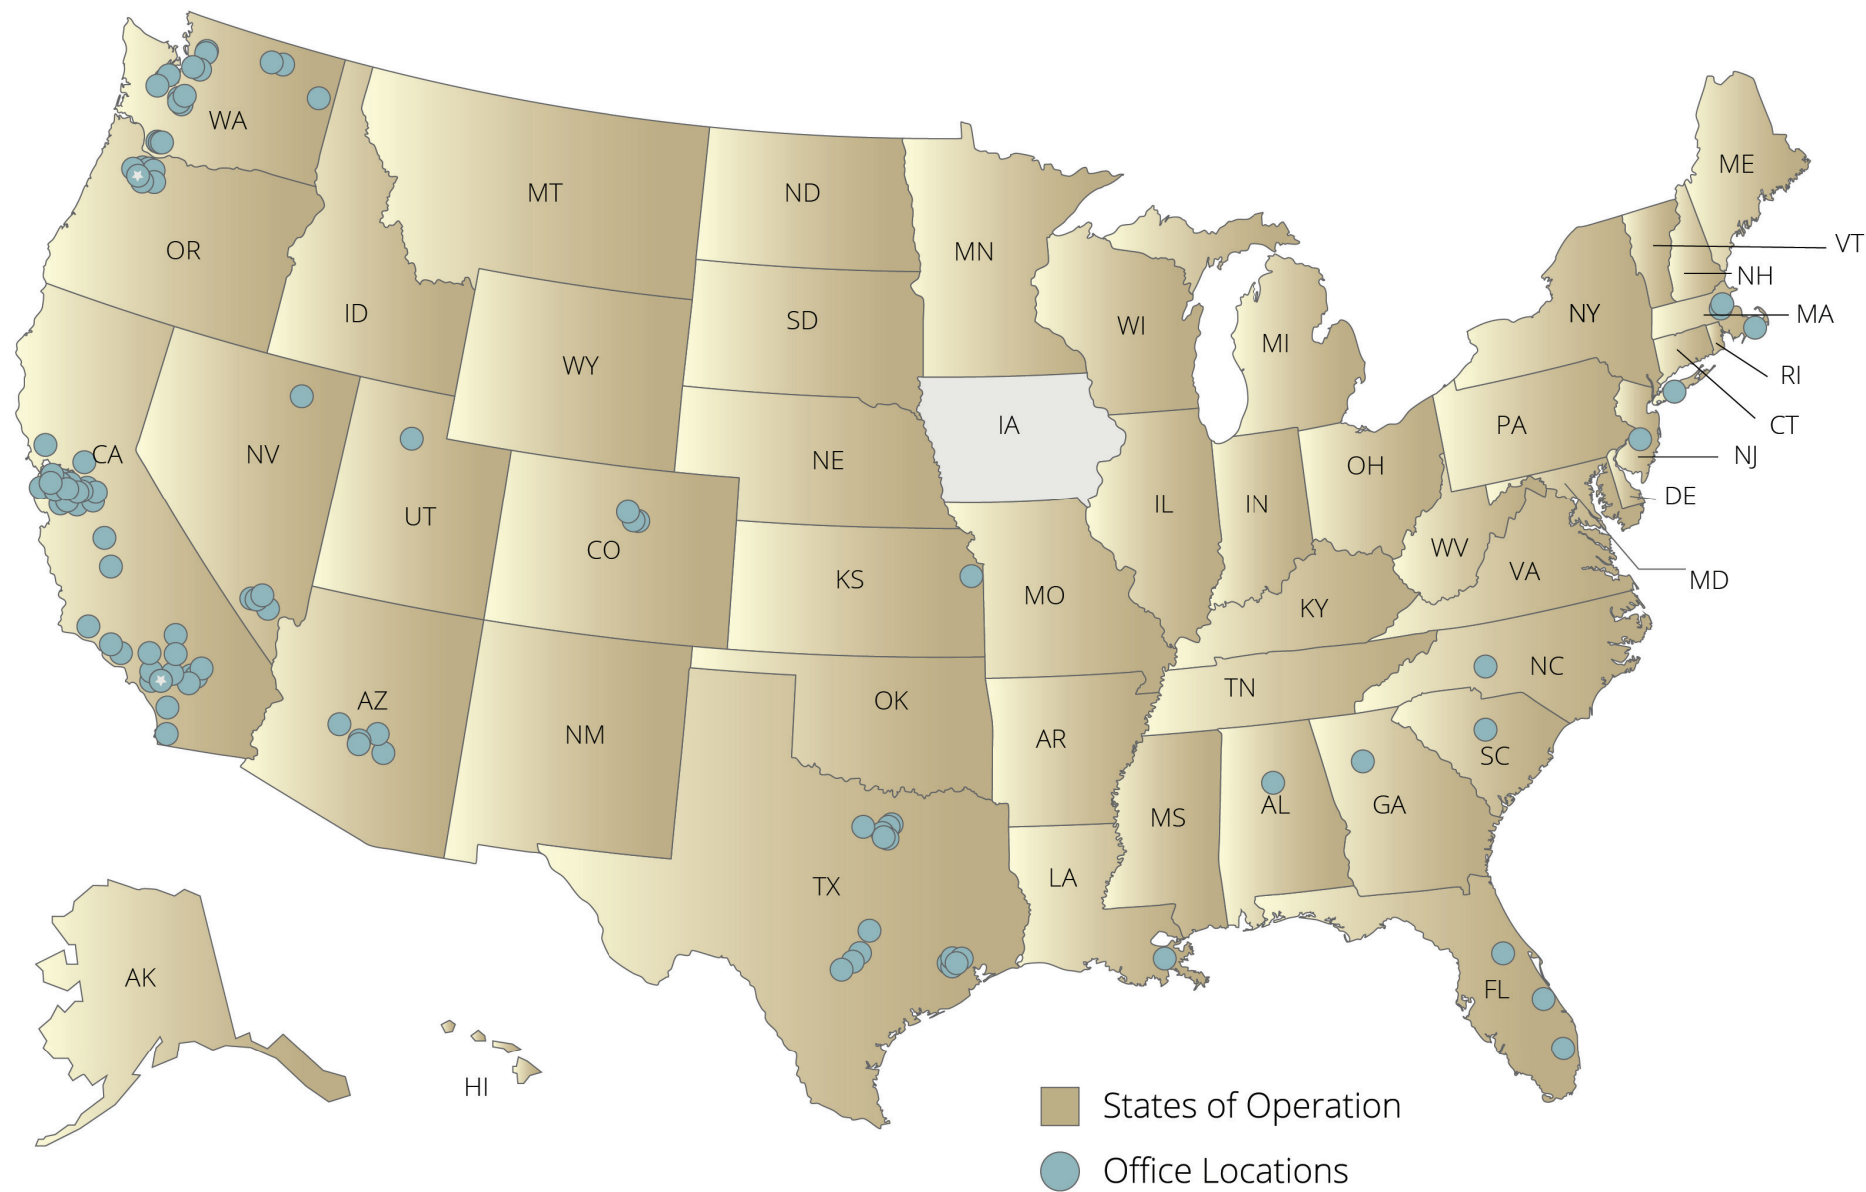 WA
MT
ND
MN
ME
VT
NH
OR
ID
SD
WI
MI
NY
MA
WY
RI
CA
NV
IA
PA
CT
NE
OH
NJ
UT
IL
IN
DE
CO
KS
MO
WV
VA
MD
KY
AZ
NM
OK
TN
NC
AR
SC
MS
AL
GA
TX
LA
AK
FL
HI
States of Operation
Office Locations